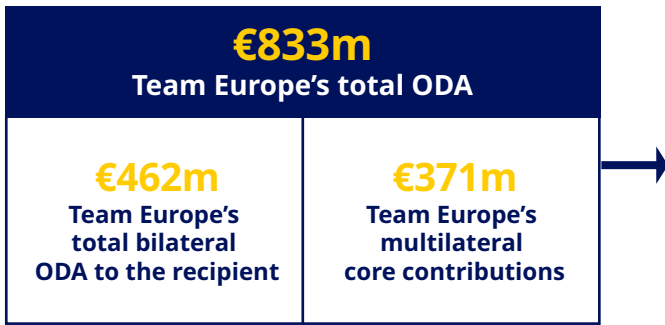 €833m
Team Europe’s total ODA
€462m
Team Europe’s
total bilateral
ODA to the recipient
€371m
Team Europe’s
multilateral
core contributions